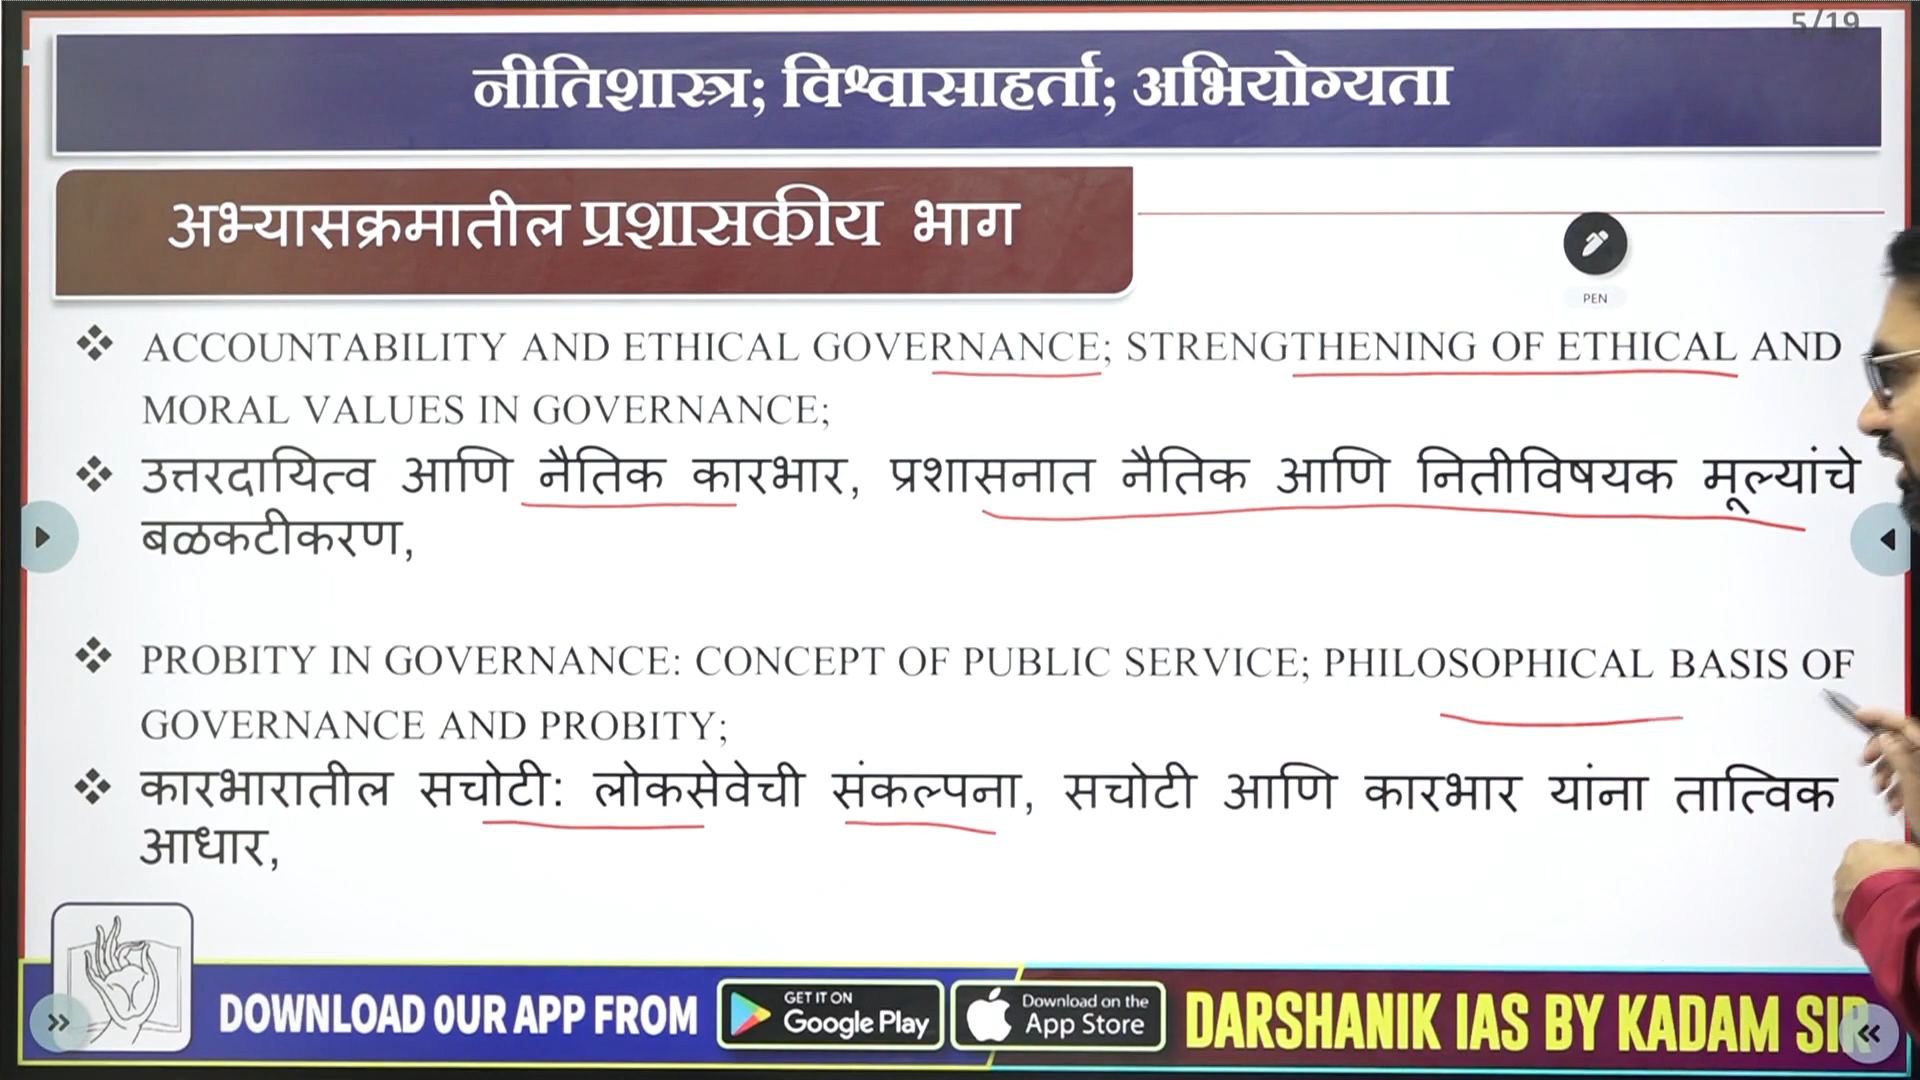 5/19
नीतिशास्त्र; विश्वासाहर्ता; अभियोग्यता
अभ्यासक्रमातील प्रशासकीय भाग
PEN
❖ ACCOUNTABILITY AND ETHICAL GOVERNANCE; STRENGTHENING OF ETHICAL AND
MORAL VALUES IN GOVERNANCE;
❖ उत्तरदायित्व आणि नैतिक कारभार, प्रशासनात नैतिक आणि नितीविषयक मूल्यांचे
बळकटीकरण,
❖ PROBITY IN GOVERNANCE: CONCEPT OF PUBLIC SERVICE; PHILOSOPHICAL BASIS OF
GOVERNANCE AND PROBITY;
❖ कारभारातील सचोटी: लोकसेवेची संकल्पना, सचोटी आणि कारभार यांना तात्विक
आधार,
DOWNLOAD OUR APP FROM
GET IT ON
Google Play
Download on the
App Store
DARSHANIK IAS BY KADAM SIR